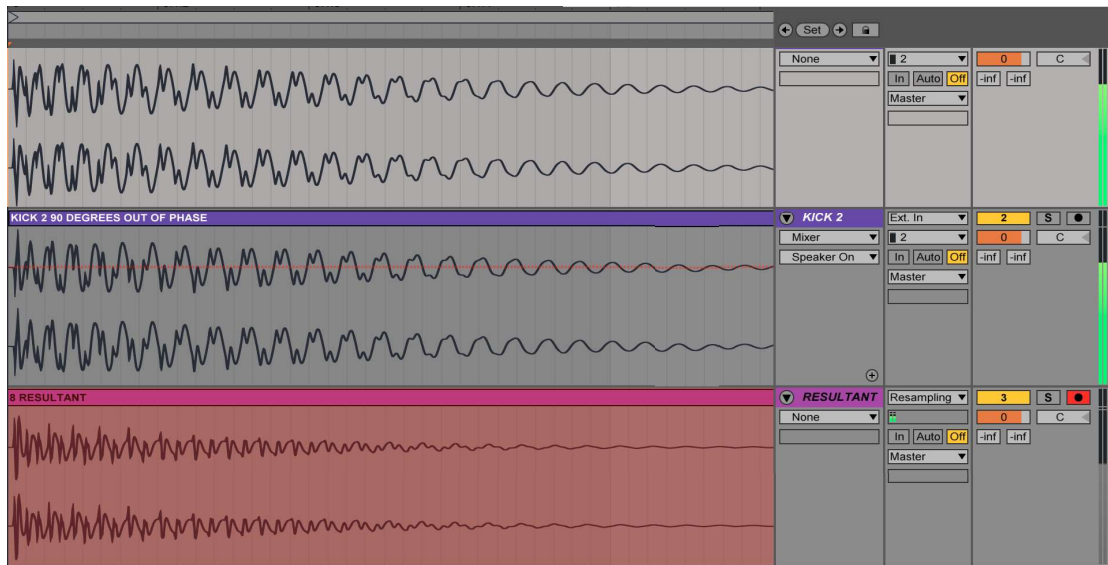 Set
None
2
0
C
In Auto Off
-inf -inf
Master
KICK 2 90 DEGREES OUT OF PHASE
KICK 2
Ext. In
2
S
Mixer
2
0
C
Speaker On
In Auto Off
-inf -inf
Master
8 RESULTANT
RESULTANT
Resampling
3
S
None
0
C
In Auto Off
-inf -inf
Master